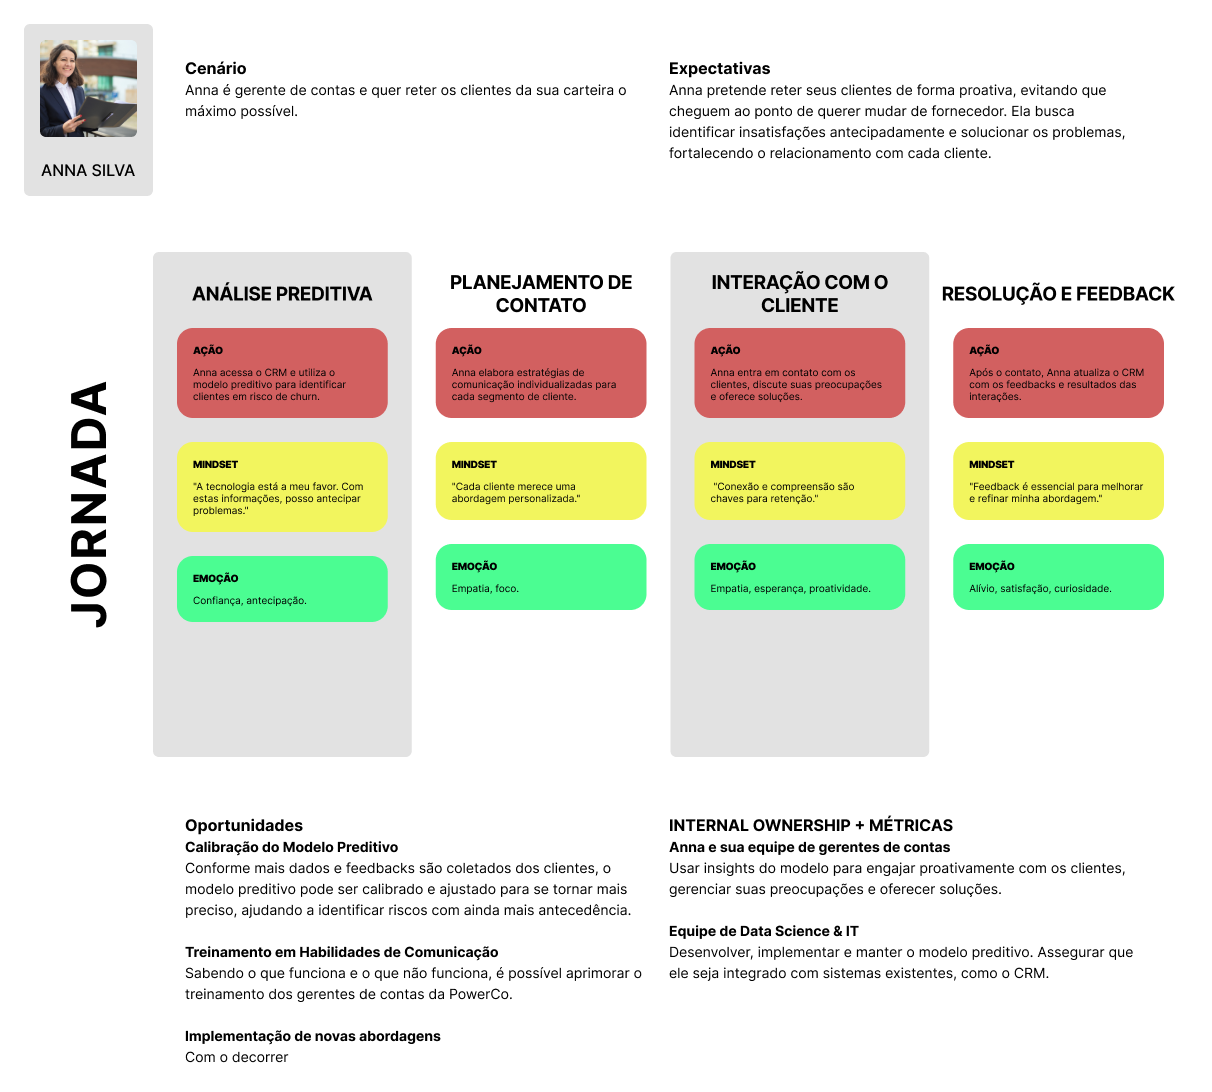 ANNA SILVA
Cenário
Anna é gerente de contas e quer reter os clientes da sua carteira o
máximo possível.
Expectativas
Anna pretende reter seus clientes de forma proativa, evitando que
cheguem ao ponto de querer mudar de fornecedor. Ela busca
identificar insatisfações antecipadamente e solucionar os problemas,
fortalecendo o relacionamento com cada cliente.
JORNADA
ANÁLISE PREDITIVA
AÇÃO
Anna acessa o CRM e utiliza o
modelo preditivo para identificar
clientes em risco de churn.
MINDSET
"A tecnologia está a meu favor. Com
estas informações, posso antecipar
problemas."
EMOÇÃO
Confiança, antecipação.
PLANEJAMENTO DE
CONTATO
AÇÃO
Anna elabora estratégias de
comunicação individualizadas para
cada segmento de cliente.
MINDSET
"Cada cliente merece uma
abordagem personalizada."
EMOÇÃO
Empatia, foco.
INTERAÇÃO COM O
CLIENTE
AÇÃO
Anna entra em contato com os
clientes, discute suas preocupações
e oferece soluções.
MINDSET
"Conexão e compreensão são
chaves para retenção."
EMOÇÃO
Empatia, esperança, proatividade.
RESOLUÇÃO E FEEDBACK
AÇÃO
Após o contato, Anna atualiza o CRM
com os feedbacks e resultados das
interações.
MINDSET
"Feedback é essencial para melhorar
e refinar minha abordagem."
EMOÇÃO
Alívio, satisfação, curiosidade.
Oportunidades
Calibração do Modelo Preditivo
Conforme mais dados e feedbacks são coletados dos clientes, o
modelo preditivo pode ser calibrado e ajustado para se tornar mais
preciso, ajudando a identificar riscos com ainda mais antecedência.
Treinamento em Habilidades de Comunicação
Sabendo o que funciona e o que não funciona, é possível aprimorar o
treinamento dos gerentes de contas da PowerCo.
Implementação de novas abordagens
Com o decorrer
INTERNAL OWNERSHIP + MÉTRICAS
Anna e sua equipe de gerentes de contas
Usar insights do modelo para engajar proativamente com os clientes,
gerenciar suas preocupações e oferecer soluções.
Equipe de Data Science & IT
Desenvolver, implementar e manter o modelo preditivo. Assegurar que
ele seja integrado com sistemas existentes, como o CRM.